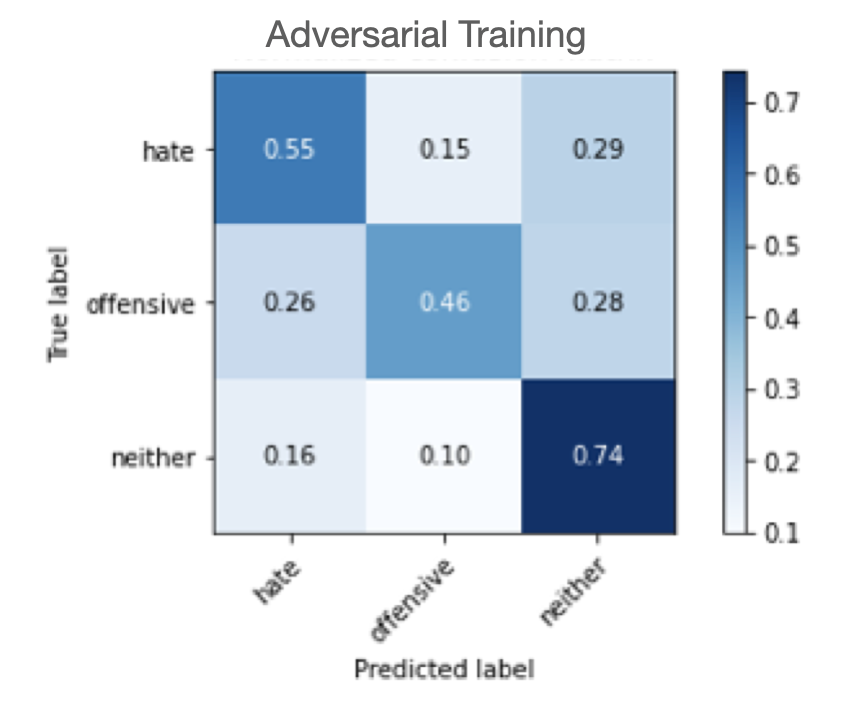 Adversarial Training
hate
0.55
0.15
0.29
0.7
0.6
offensive
0.26
0.46
0.28
0.5
0.4
0.3
neither
0.16
0.10
0.74
0.2
0.1
True label
hate
offensive
neither
Predicted label